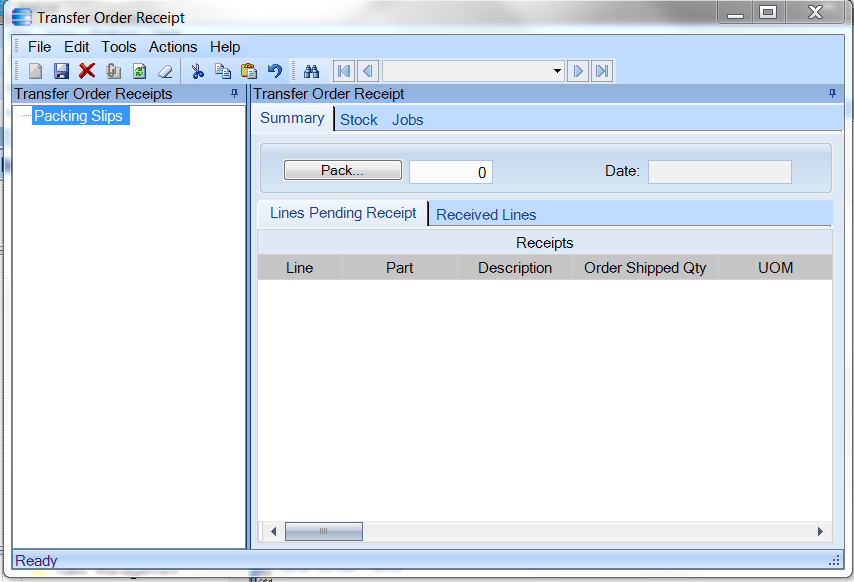 Transfer Order Receipt
File Edit Tools Actions Help
Transfer Order Receipts
Packing Slips
Transfer Order Receipt
Summary Stock Jobs
Pack... 0 Date:
Lines Pending Receipt Received Lines
Receipts
Line Part Description Order Shipped Qty UOM
Ready